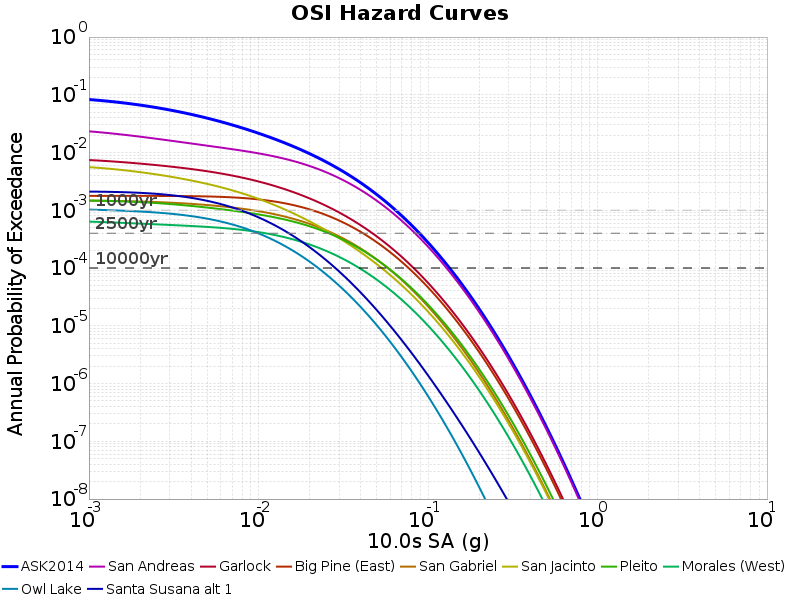 OSI Hazard Curves
Annual Probability of Exceedance
10^0
10^-1
10^-2
10^-3
10^-4
10^-5
10^-6
10^-7
10^-8
1000yr
2500yr
10000yr
10^-3 10^-2 10^-1 10^0 10^1
10.0s SA (g)
ASK2014 San Andreas Garlock Big Pine (East) San Gabriel San Jacinto Pleito Morales (West)
Owl Lake Santa Susana alt 1